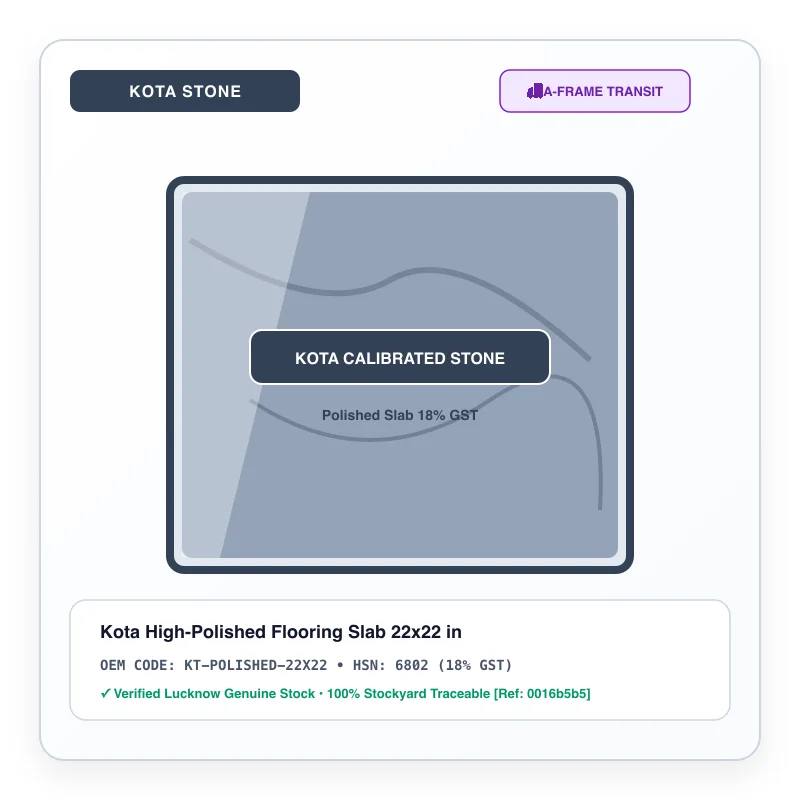 KOTA STONE
A-FRAME TRANSIT
KOTA CALIBRATED STONE
Polished Slab 18% GST
Kota High-Polished Flooring Slab 22x22 in
OEM CODE: KT-POLISHED-22X22 • HSN: 6802 (18% GST)
✓ Verified Lucknow Genuine Stock · 100% Stockyard Traceable [Ref: 0016b5b5]